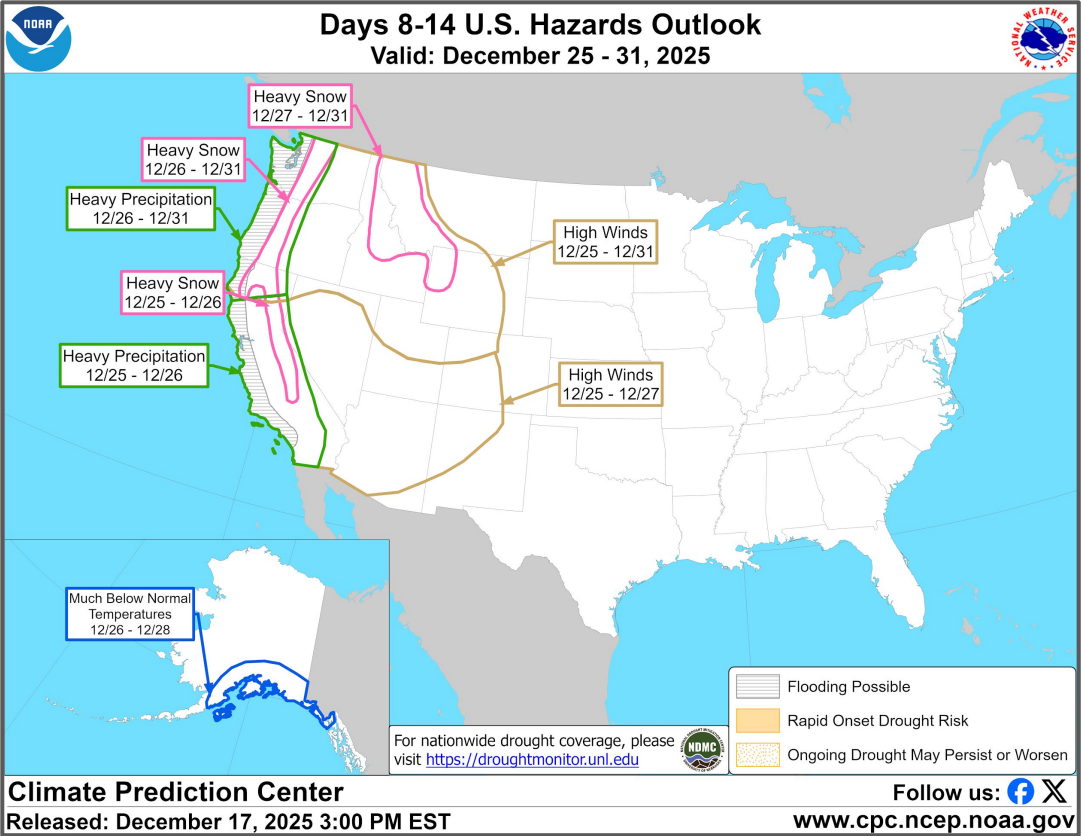 NOAA
Days 8-14 U.S. Hazards Outlook
Valid: December 25 - 31, 2025
NATIONAL WEATHER SERVICE
Heavy Snow
12/27 - 12/31
Heavy Snow
12/26 - 12/31
Heavy Precipitation
12/26 - 12/31
High Winds
12/25 - 12/31
Heavy Snow
12/25 - 12/26
Heavy Precipitation
12/25 - 12/26
High Winds
12/25 - 12/27
Much Below Normal
Temperatures
12/26 - 12/28
Flooding Possible
Rapid Onset Drought Risk
Ongoing Drought May Persist or Worsen
For nationwide drought coverage, please
visit https://droughtmonitor.unl.edu
NDMC
Climate Prediction Center
Follow us:
Released: December 17, 2025 3:00 PM EST
www.cpc.ncep.noaa.gov